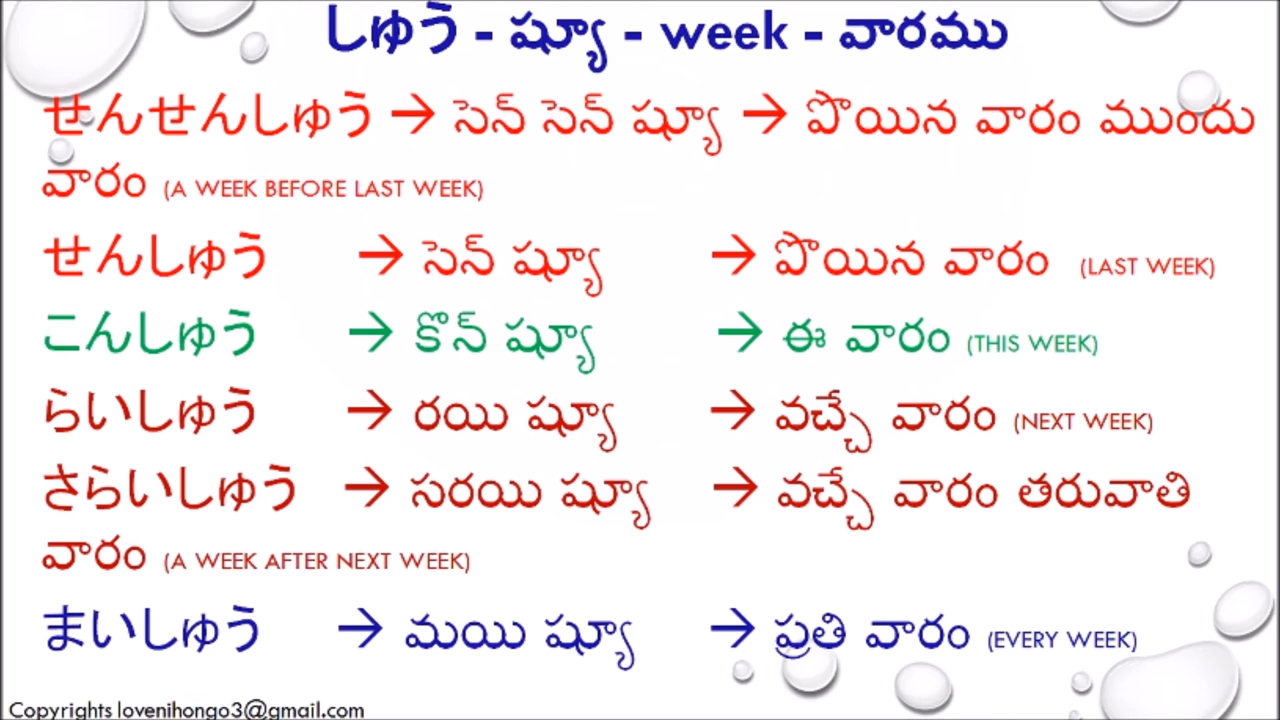 しゅう - ష్యూ - week - వారము
せんせんしゅう → సెన్ సెన్ ష్యూ → పొయిన వారం ముందు
వారం (A WEEK BEFORE LAST WEEK)
せんしゅう → సెన్ ష్యూ → పొయిన వారం (LAST WEEK)
こんしゅう → కొన్ ష్యూ → ఈ వారం (THIS WEEK)
らいしゅう → రయి ష్యూ → వచ్చే వారం (NEXT WEEK)
さらいしゅう → సరయి ష్యూ → వచ్చే వారం తరువాతి
వారం (A WEEK AFTER NEXT WEEK)
まいしゅう → మయి ష్యూ → ప్రతి వారం (EVERY WEEK)
Copyrights lovenihongo3@gmail.com